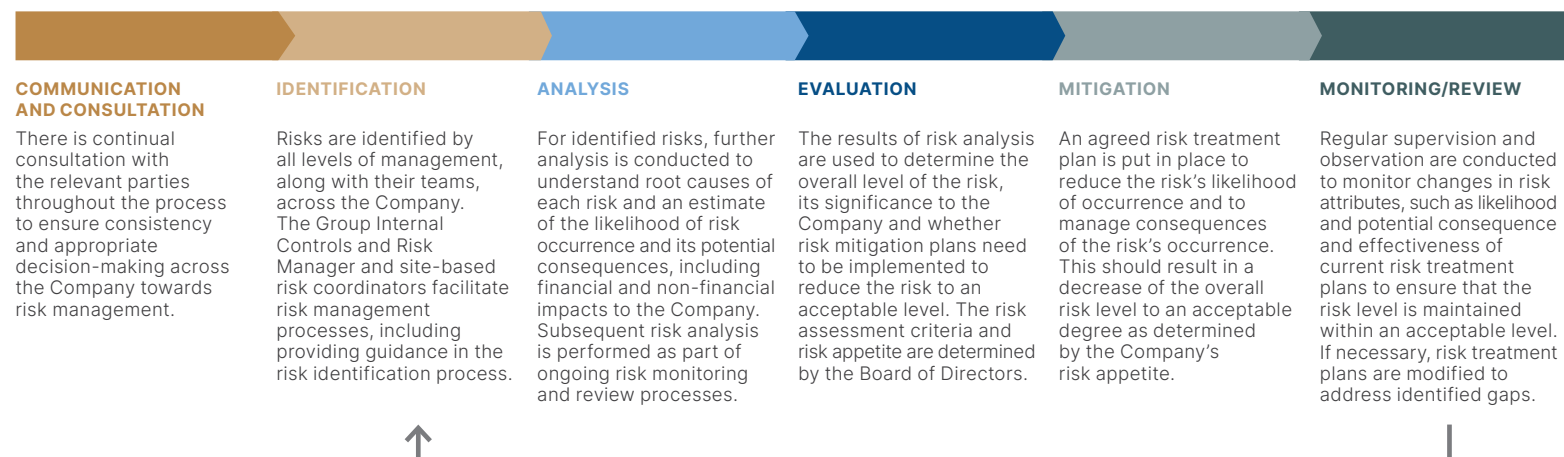 COMMUNICATION
AND CONSULTATION
There is continual
consultation with
the relevant parties
throughout the process
to ensure consistency
and appropriate
decision-making across
the Company towards
risk management.
IDENTIFICATION
Risks are identified by
all levels of management,
along with their teams,
across the Company.
The Group Internal
Controls and Risk
Manager and site-based
risk coordinators facilitate
risk management
processes, including
providing guidance in the
risk identification process.
ANALYSIS
For identified risks, further
analysis is conducted to
understand root causes of
each risk and an estimate
of the likelihood of risk
occurrence and its potential
consequences, including
financial and non-financial
impacts to the Company.
Subsequent risk analysis
is performed as part of
ongoing risk monitoring
and review processes.
EVALUATION
The results of risk analysis
are used to determine the
overall level of the risk,
its significance to the
Company and whether
risk mitigation plans need
to be implemented to
reduce the risk to an
acceptable level. The risk
assessment criteria and
risk appetite are determined
by the Board of Directors.
MITIGATION
An agreed risk treatment
plan is put in place to
reduce the risk’s likelihood
of occurrence and to
manage consequences
of the risk’s occurrence.
This should result in a
decrease of the overall
risk level to an acceptable
degree as determined
by the Company’s
risk appetite.
MONITORING/REVIEW
Regular supervision and
observation are conducted
to monitor changes in risk
attributes, such as likelihood
and potential consequence
and effectiveness of
current risk treatment
plans to ensure that the
risk level is maintained
within an acceptable level.
If necessary, risk treatment
plans are modified to
address identified gaps.